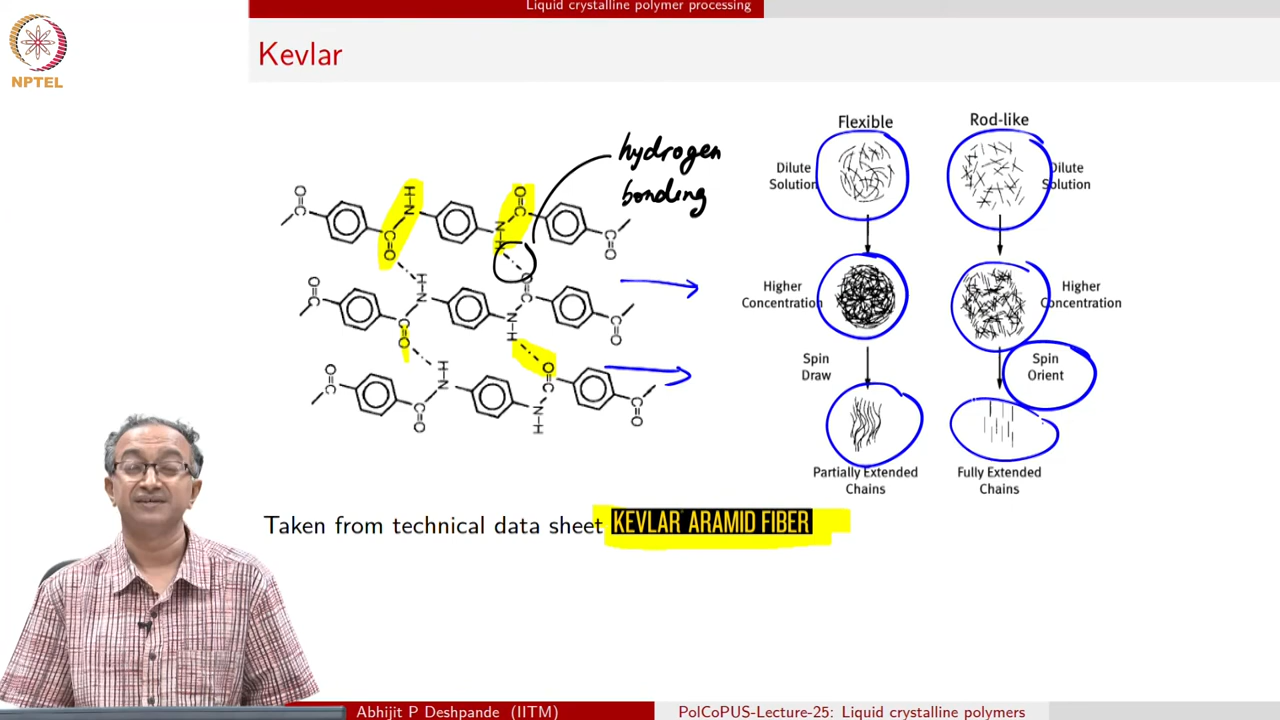 Liquid crystalline polymer processing
NPTEL
Kevlar
hydrogen
bonding
Flexible
Rod-like
Dilute
Solution
Dilute
Solution
Higher
Concentration
Higher
Concentration
Spin
Draw
Spin
Orient
Partially Extended
Chains
Fully Extended
Chains
Taken from technical data sheet KEVLAR® ARAMID FIBER
Abhijit P Deshpande (IITM)
PolCoPUS-Lecture-25: Liquid crystalline polymers